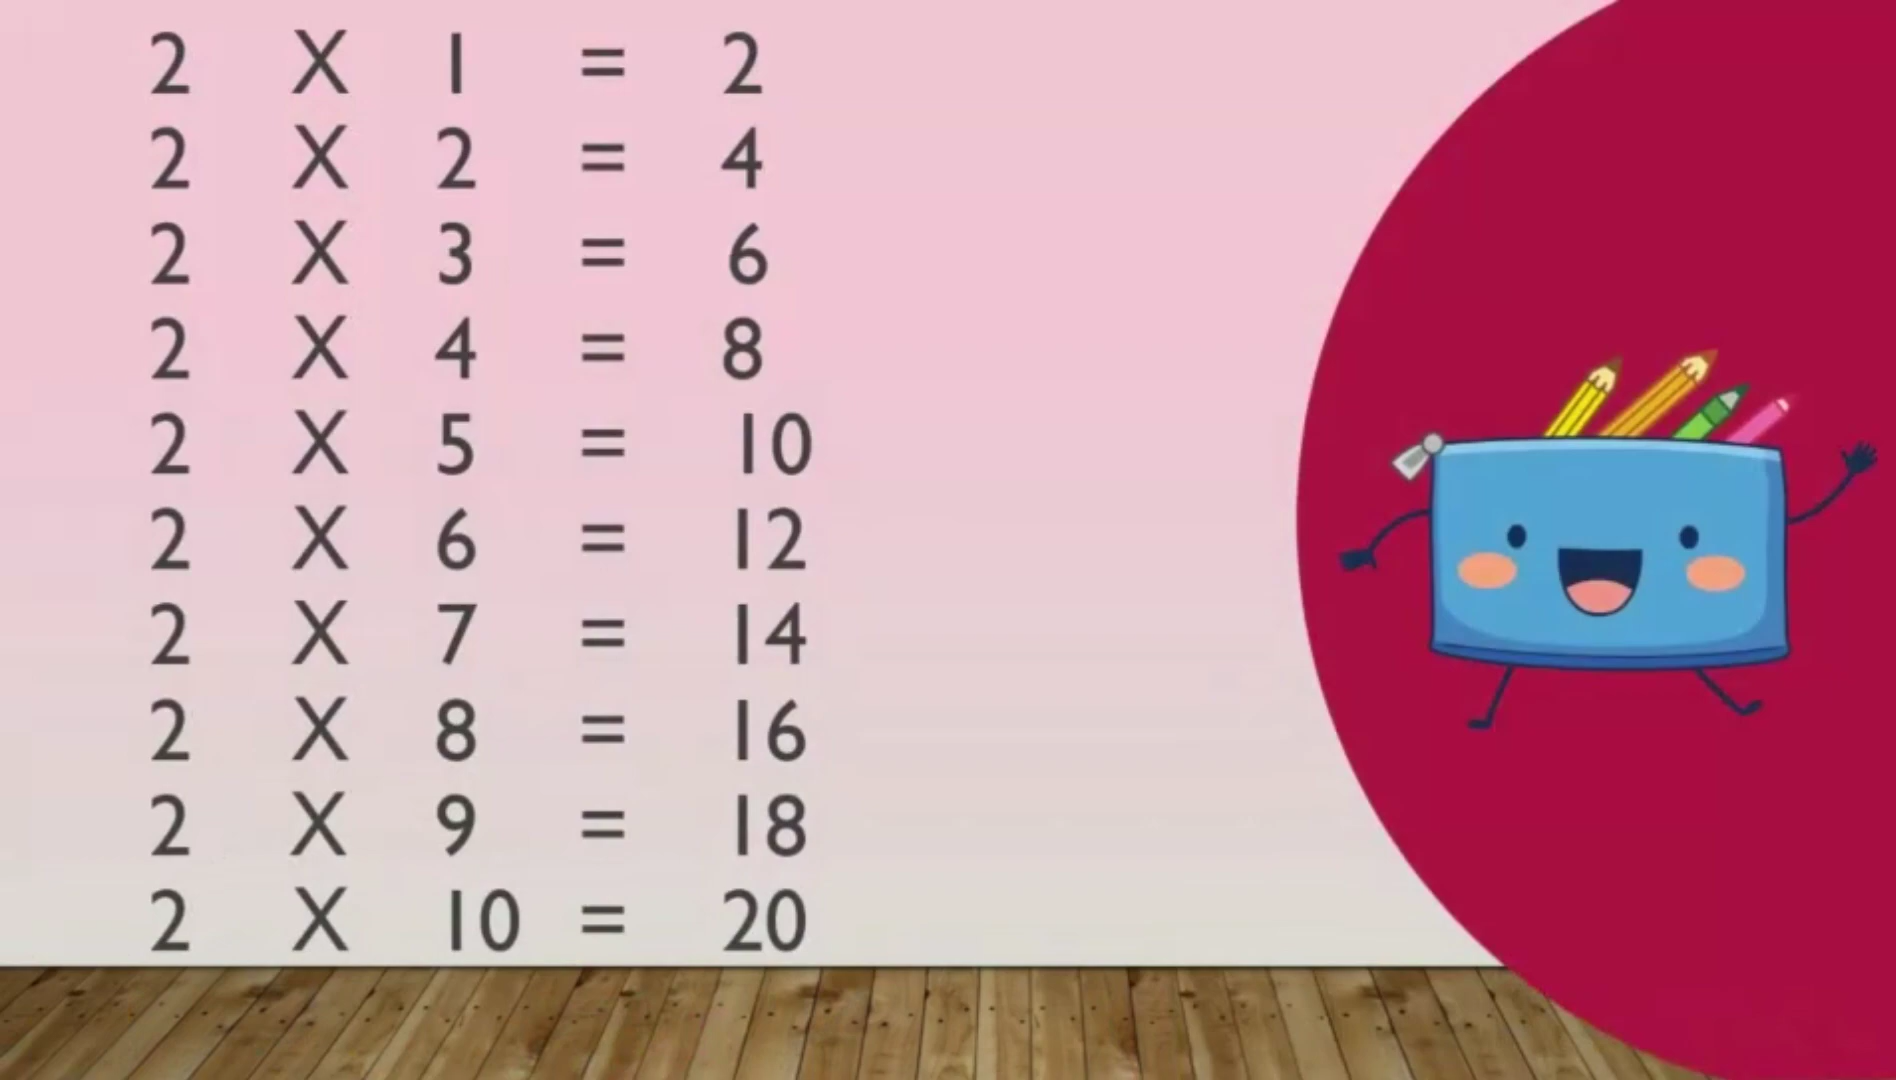 2 X 1 = 2
2 X 2 = 4
2 X 3 = 6
2 X 4 = 8
2 X 5 = 10
2 X 6 = 12
2 X 7 = 14
2 X 8 = 16
2 X 9 = 18
2 X 10 = 20